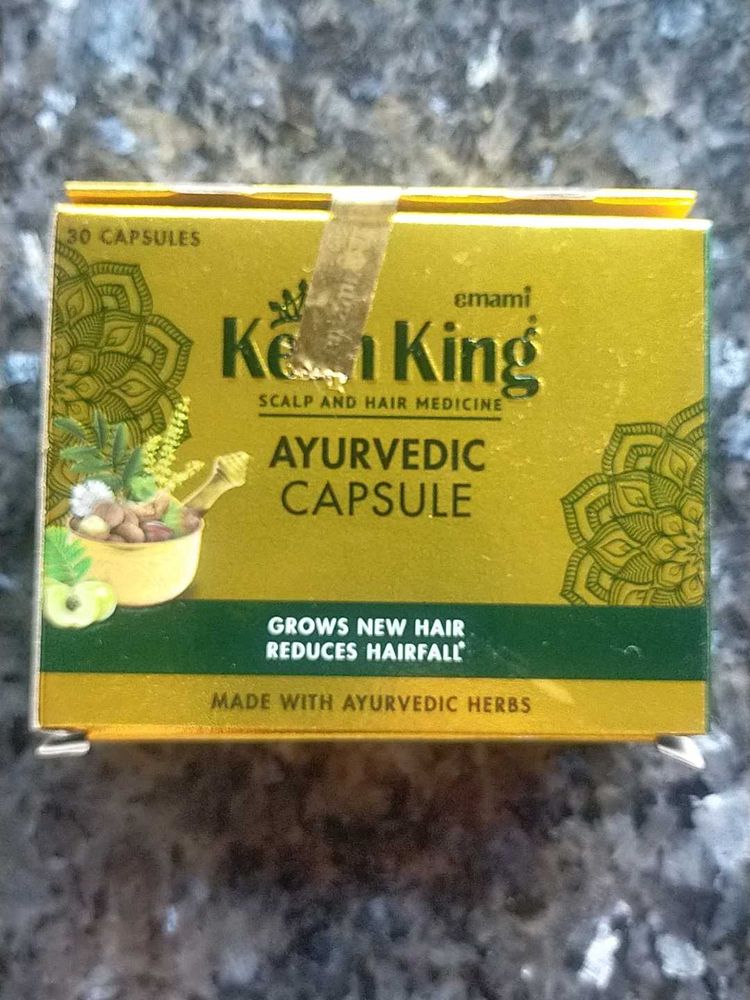 30 CAPSULES
emami
King
SCALP AND HAIR MEDICINE
AYURVEDIC
CAPSULE
GROWS NEW HAIR
REDUCES HAIRFALL*
MADE WITH AYURVEDIC HERBS